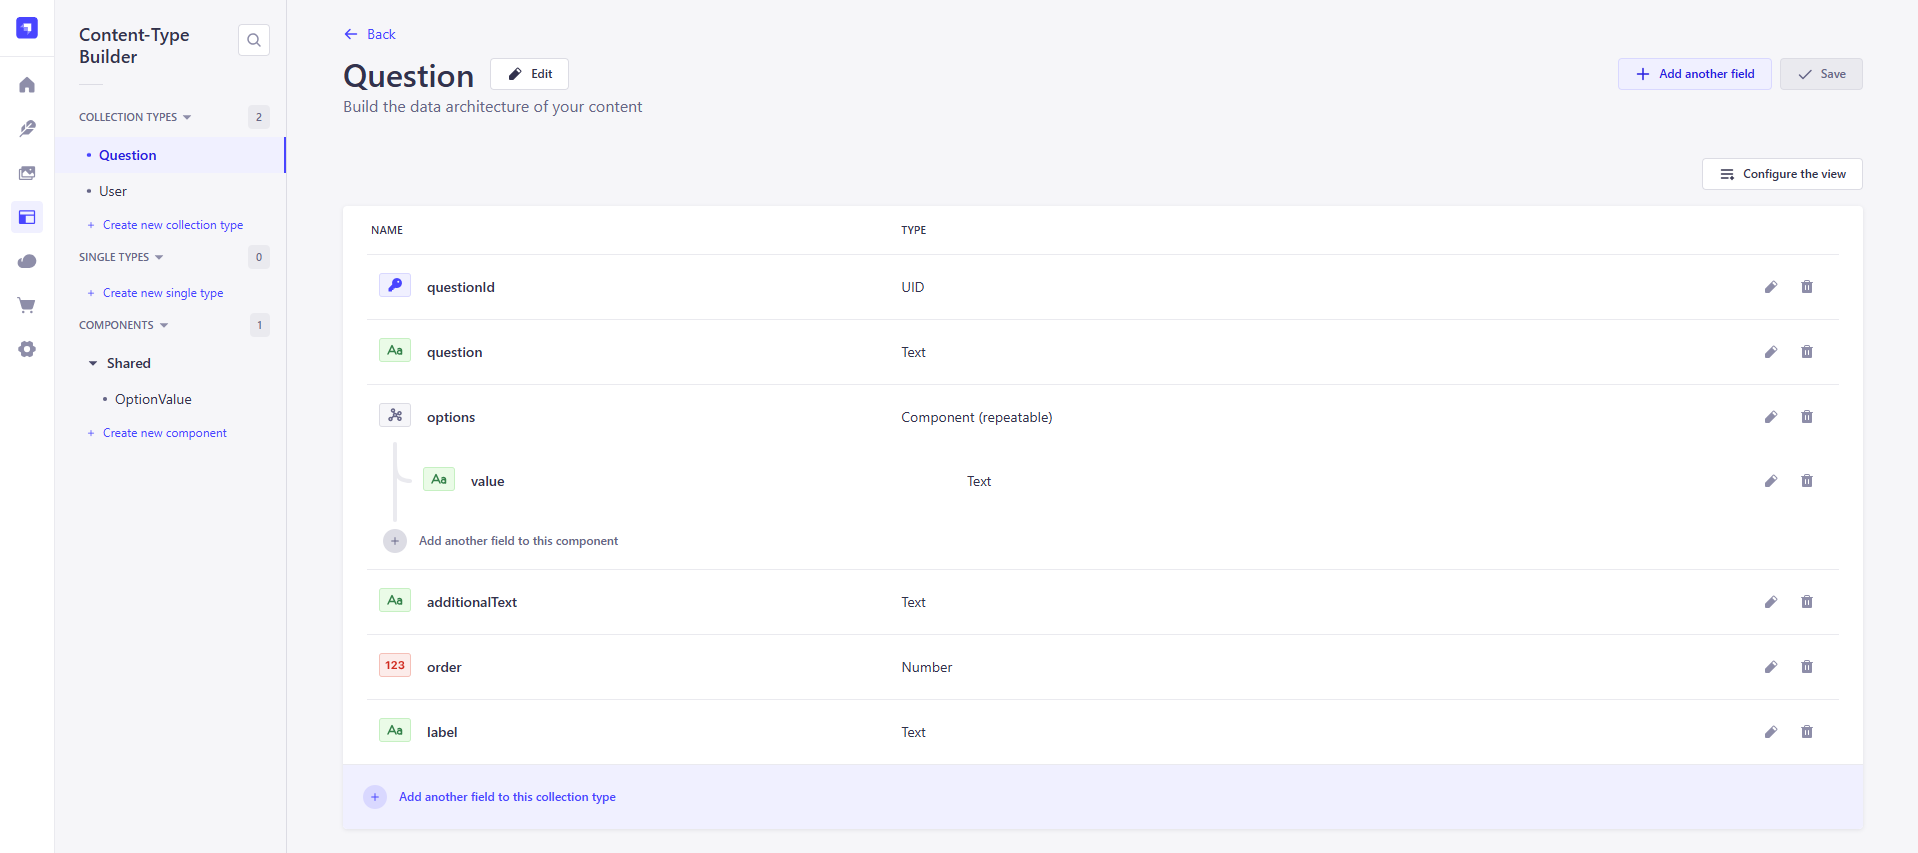 Content-Type
Builder
COLLECTION TYPES
2
Question
User
+ Create new collection type
SINGLE TYPES
0
+ Create new single type
COMPONENTS
1
Shared
OptionValue
+ Create new component
Back
Question
Edit
Build the data architecture of your content
Add another field
Save
Configure the view
NAME TYPE
questionId UID
Aa question Text
options Component (repeatable)
Aa value Text
+ Add another field to this component
Aa additionalText Text
123 order Number
Aa label Text
+ Add another field to this collection type